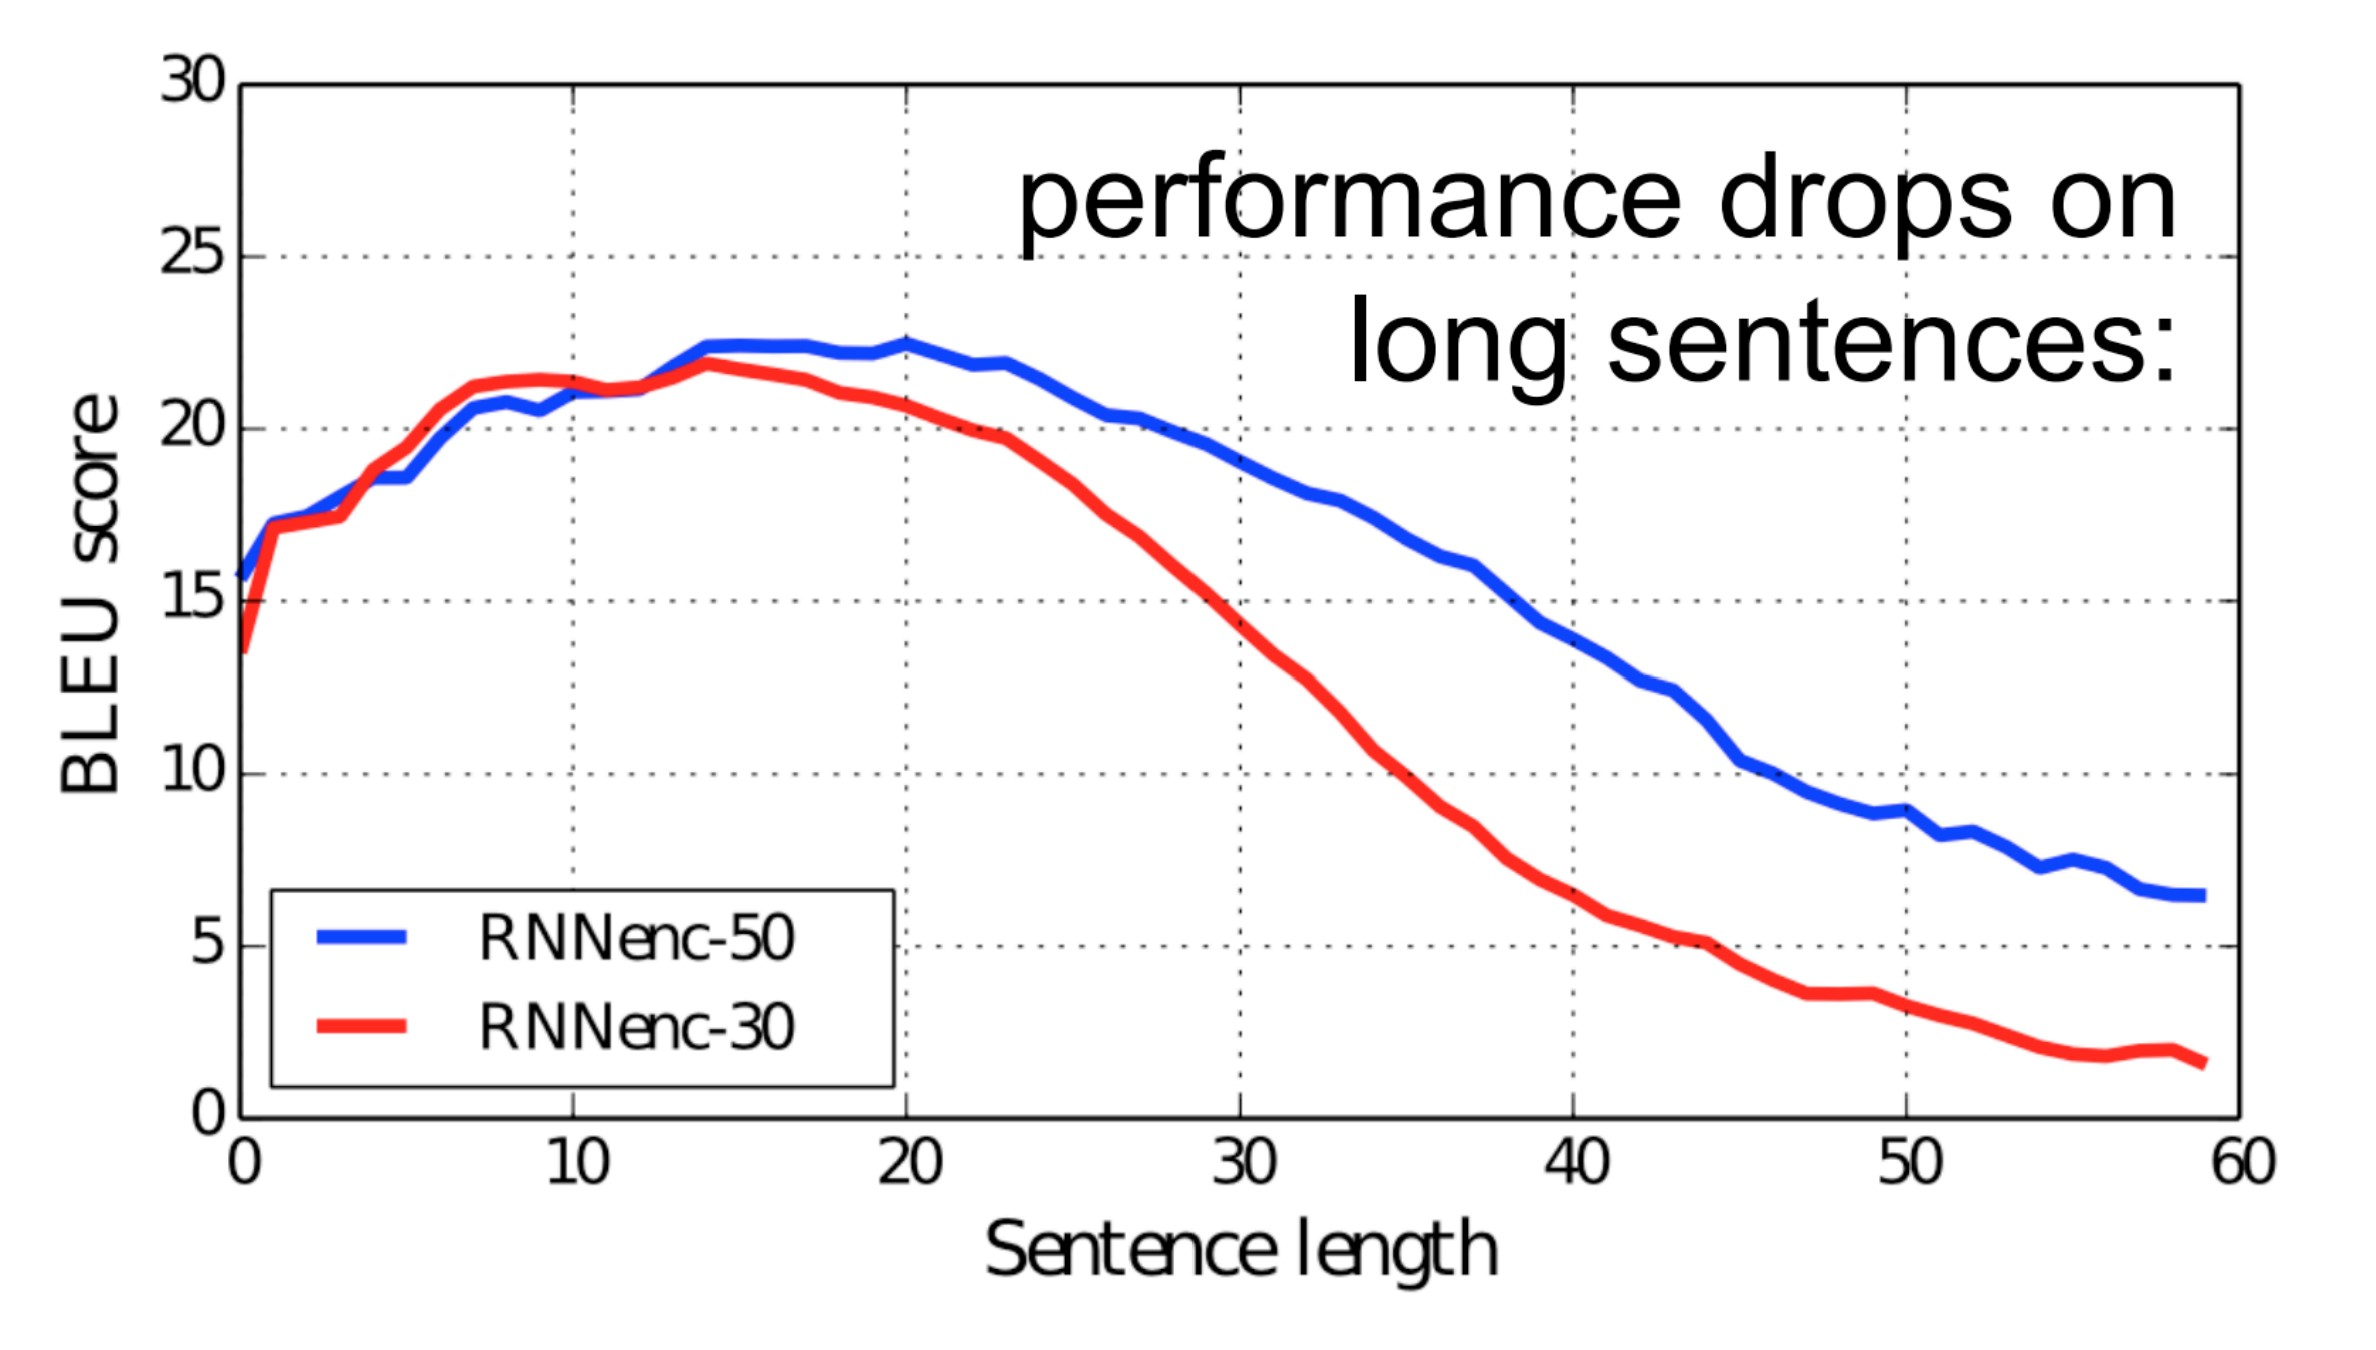 performance drops on
long sentences:
30
25
20
15
10
5
0
BLEU score
RNNenc-50
RNNenc-30
0 10 20 30 40 50 60
Sentence length